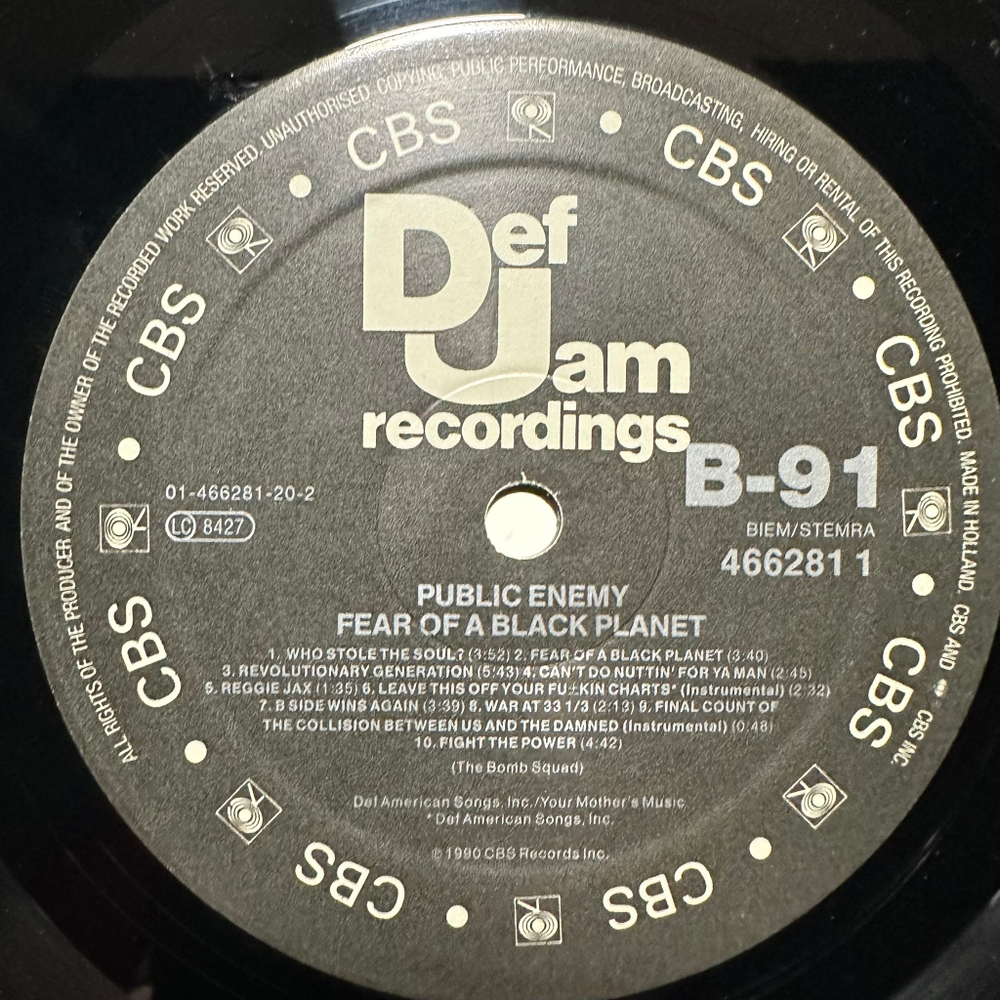 ALL RIGHTS OF THE PRODUCER AND OF THE OWNER OF THE RECORDED WORK RESERVED. UNAUTHORISED COPYING, PUBLIC PERFORMANCE, BROADCASTING, HIRING OR RENTAL OF THIS RECORDING PROHIBITED. MADE IN HOLLAND. CBS AND CBS INC.
CBS
CBS
CBS
CBS
CBS
CBS
CBS
CBS
Def
Jam
recordings
B-91
01-466281-20-2
LC 8427
BIEM/STEMRA
466281 1
PUBLIC ENEMY
FEAR OF A BLACK PLANET
1. WHO STOLE THE SOUL? (3:52) 2. FEAR OF A BLACK PLANET (3:40)
3. REVOLUTIONARY GENERATION (5:43) 4. CAN'T DO NUTTIN' FOR YA MAN (2:45)
5. REGGIE JAX (1:35) 6. LEAVE THIS OFF YOUR FU±KIN CHARTS* (Instrumental) (2:32)
7. B SIDE WINS AGAIN (3:39) 8. WAR AT 33 1/3 (2:13) 9. FINAL COUNT OF
THE COLLISION BETWEEN US AND THE DAMNED (Instrumental) (0:48)
10. FIGHT THE POWER (4:42)
(The Bomb Squad)
Def American Songs, Inc./Your Mother's Music
* Def American Songs, Inc.
℗ 1990 CBS Records Inc.